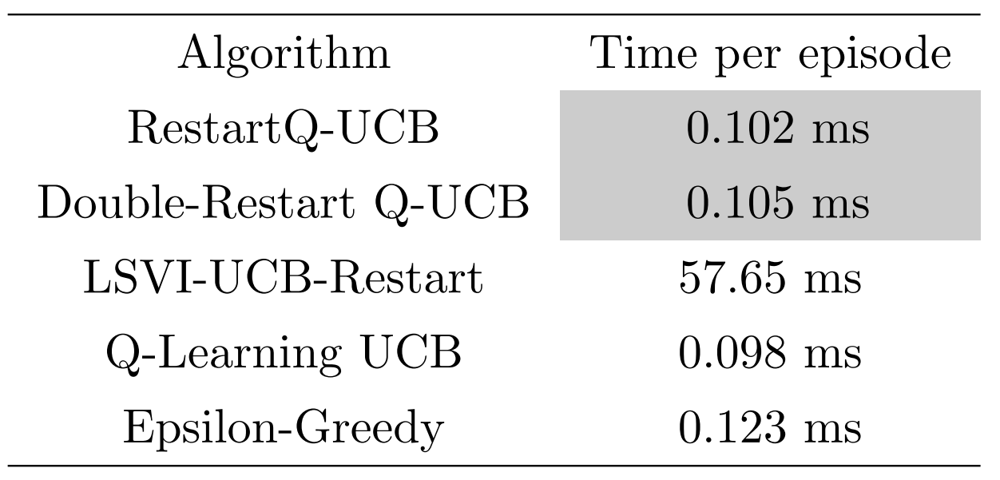 Algorithm Time per episode
RestartQ-UCB 0.102 ms
Double-Restart Q-UCB 0.105 ms
LSVI-UCB-Restart 57.65 ms
Q-Learning UCB 0.098 ms
Epsilon-Greedy 0.123 ms